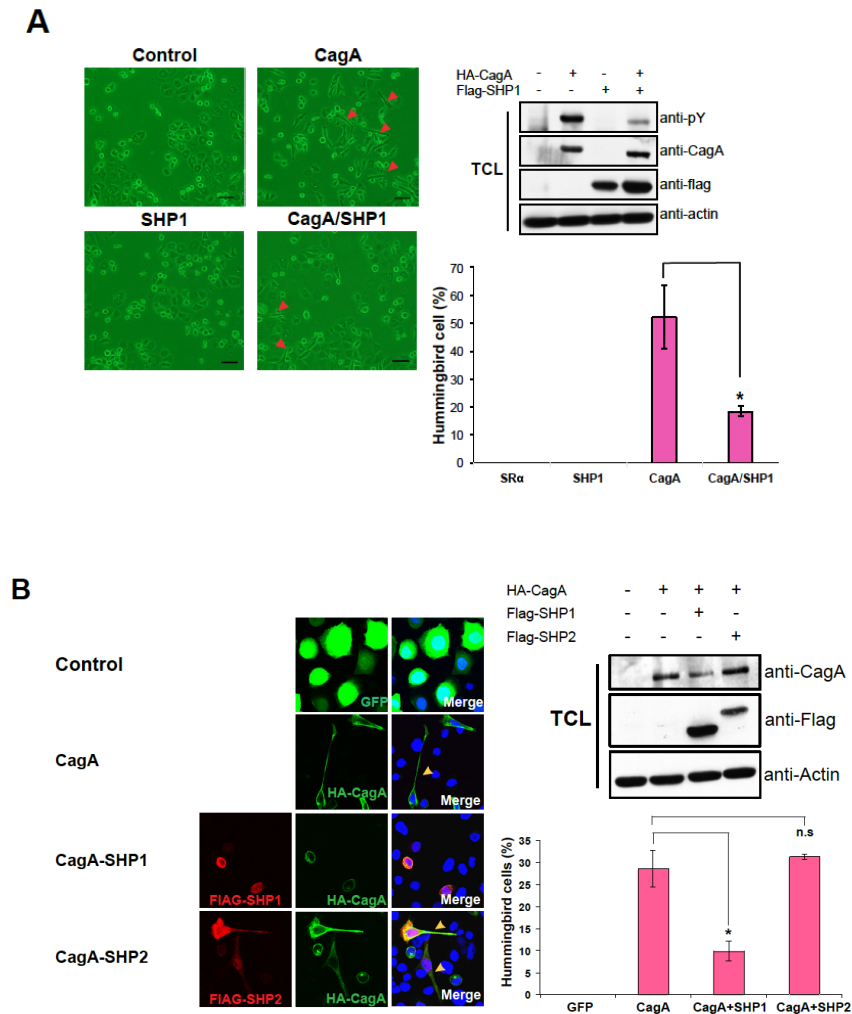 A
Control
CagA
SHP1
CagA/SHP1
HA-CagA - + - +
Flag-SHP1 - - + +
TCL
anti-pY
anti-CagA
anti-flag
anti-actin
Hummingbird cell (%)
70
60
50
40
30
20
10
0
*
SRα SHP1 CagA CagA/SHP1
B
Control
GFP
Merge
CagA
HA-CagA
Merge
CagA-SHP1
FlAG-SHP1
HA-CagA
Merge
CagA-SHP2
FlAG-SHP2
HA-CagA
Merge
HA-CagA - + + +
Flag-SHP1 - - + -
Flag-SHP2 - - - +
TCL
anti-CagA
anti-Flag
anti-Actin
Hummingbird cells (%)
35
30
25
20
15
10
5
0
*
n.s
GFP CagA CagA+SHP1 CagA+SHP2